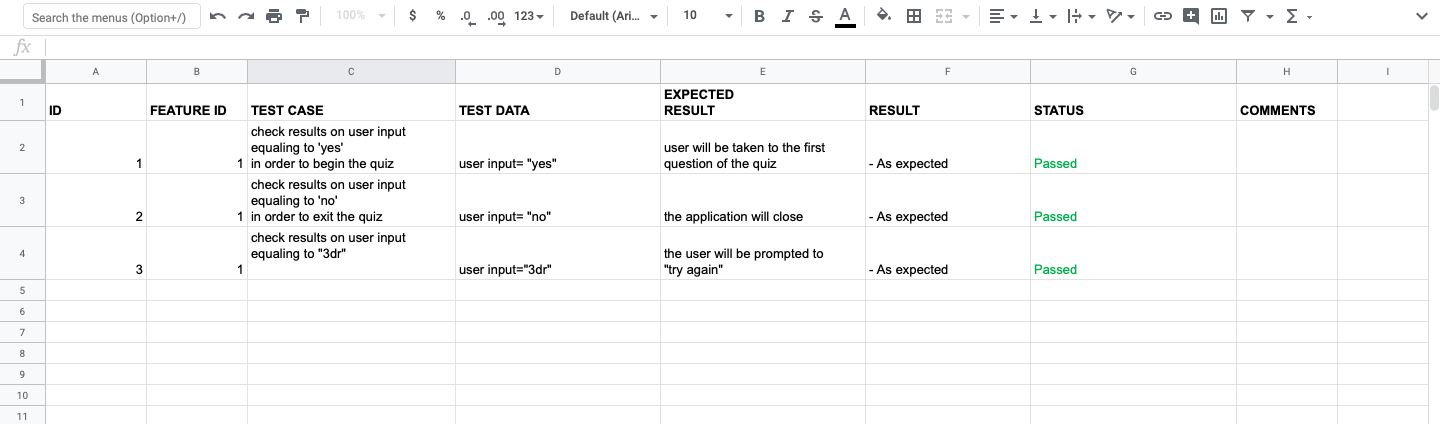 Search the menus (Option+/) 100% $ % .0 .00 123 Default (Ari... 10 B I S A Σ
fx
A B C D E F G H I
EXPECTED
1 ID FEATURE ID TEST CASE TEST DATA RESULT RESULT STATUS COMMENTS
check results on user input
2 equaling to 'yes' user will be taken to the first
1 1 in order to begin the quiz user input= "yes" question of the quiz - As expected Passed
check results on user input
3 equaling to 'no'
2 1 in order to exit the quiz user input= "no" the application will close - As expected Passed
check results on user input
4 equaling to "3dr" the user will be prompted to
3 1 user input="3dr" "try again" - As expected Passed
5
6
7
8
9
10
11